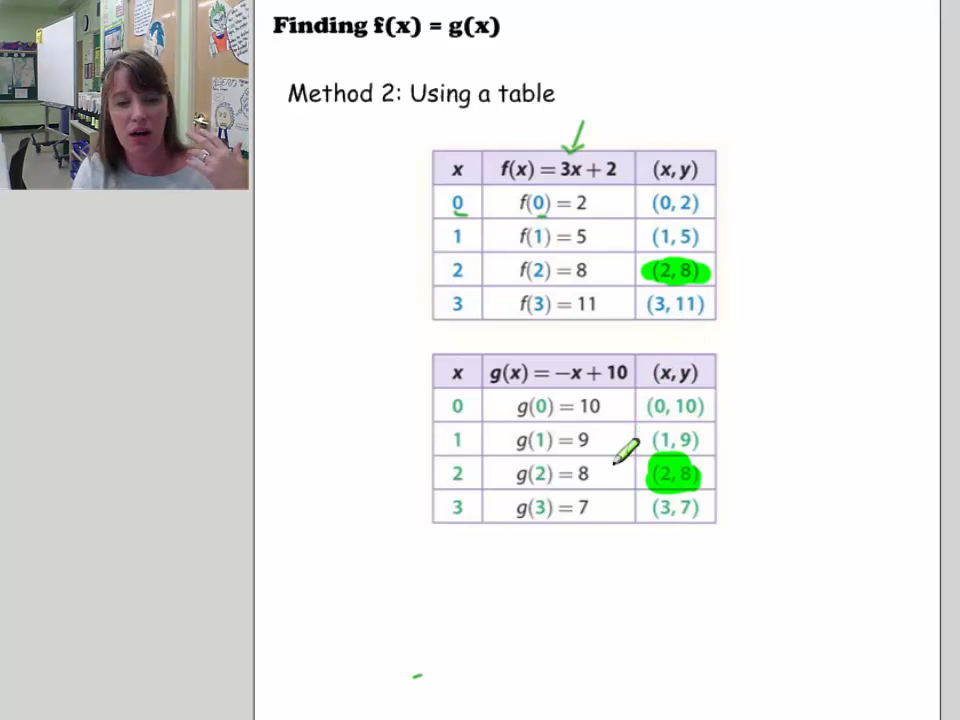 Finding f(x) = g(x)
Method 2: Using a table
x f(x) = 3x + 2 (x, y)
0 f(0) = 2 (0, 2)
1 f(1) = 5 (1, 5)
2 f(2) = 8 (2, 8)
3 f(3) = 11 (3, 11)
x g(x) = −x + 10 (x, y)
0 g(0) = 10 (0, 10)
1 g(1) = 9 (1, 9)
2 g(2) = 8 (2, 8)
3 g(3) = 7 (3, 7)